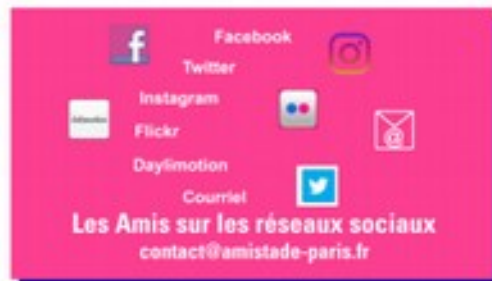 Facebook
Twitter
Instagram
Flickr
Daylimotion
Courriel
Les Amis sur les réseaux sociaux
contact@amistade-paris.fr